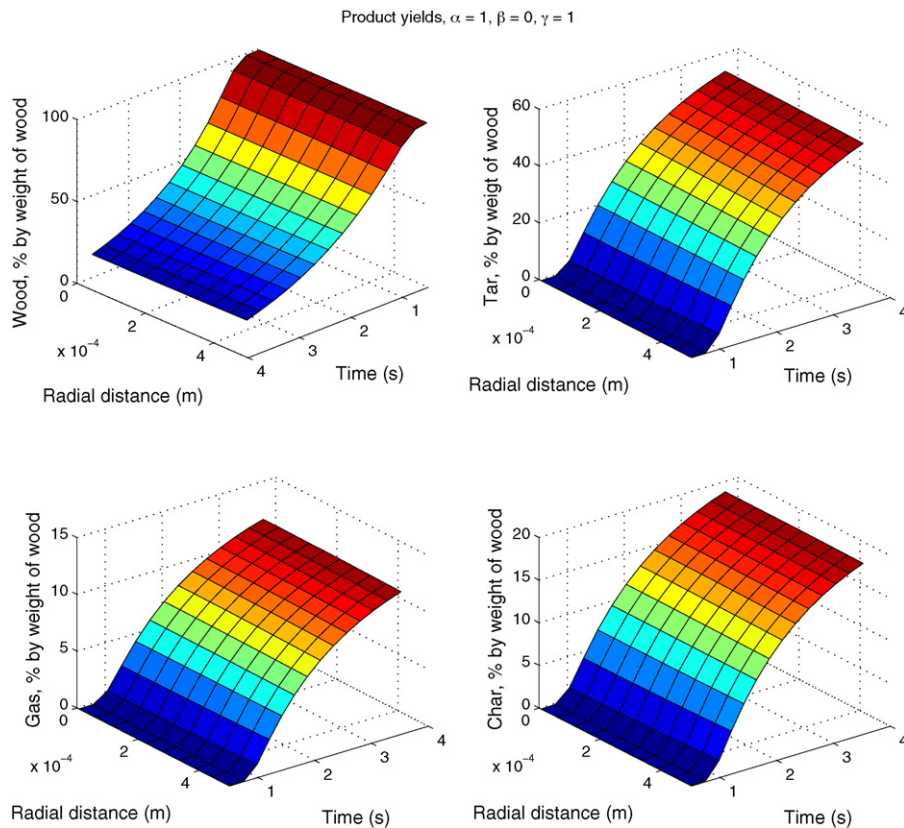 Product yields, α = 1, β = 0, γ = 1
100
50
0
Wood, % by weight of wood
0
2
4
x 10⁻⁴
Radial distance (m)
4
3
2
1
Time (s)
60
40
20
0
Tar, % by weigt of wood
0
2
4
x 10⁻⁴
Radial distance (m)
1
2
3
4
Time (s)
15
10
5
0
Gas, % by weight of wood
0
2
4
x 10⁻⁴
Radial distance (m)
1
2
3
4
Time (s)
20
15
10
5
0
Char, % by weight of wood
0
2
4
x 10⁻⁴
Radial distance (m)
1
2
3
4
Time (s)